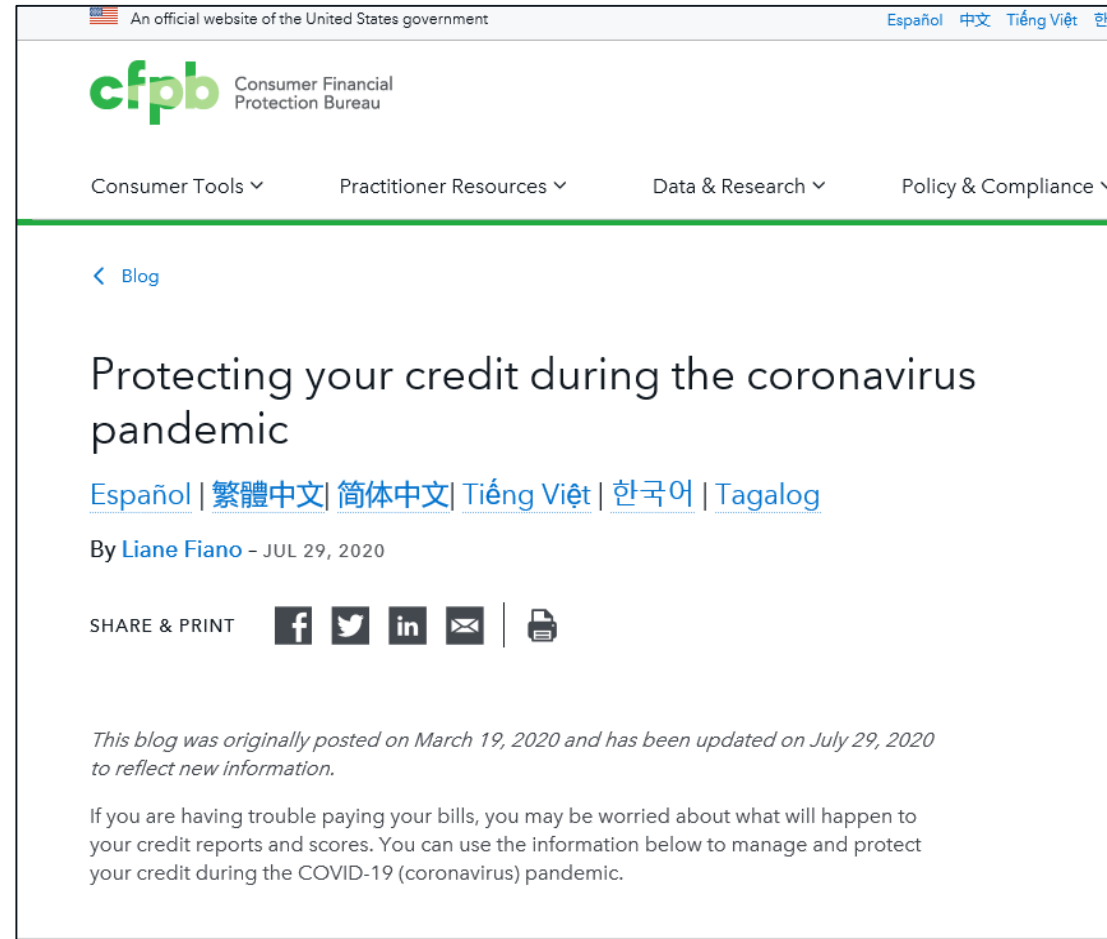 An official website of the United States government
Español 中文 Tiếng Việt
cfpb Consumer Financial
Protection Bureau
Consumer Tools Practitioner Resources Data & Research Policy & Compliance
Blog
Protecting your credit during the coronavirus
pandemic
Español | 繁體中文| 简体中文| Tiếng Việt | 한국어 | Tagalog
By Liane Fiano – JUL 29, 2020
SHARE & PRINT
This blog was originally posted on March 19, 2020 and has been updated on July 29, 2020
to reflect new information.
If you are having trouble paying your bills, you may be worried about what will happen to
your credit reports and scores. You can use the information below to manage and protect
your credit during the COVID-19 (coronavirus) pandemic.